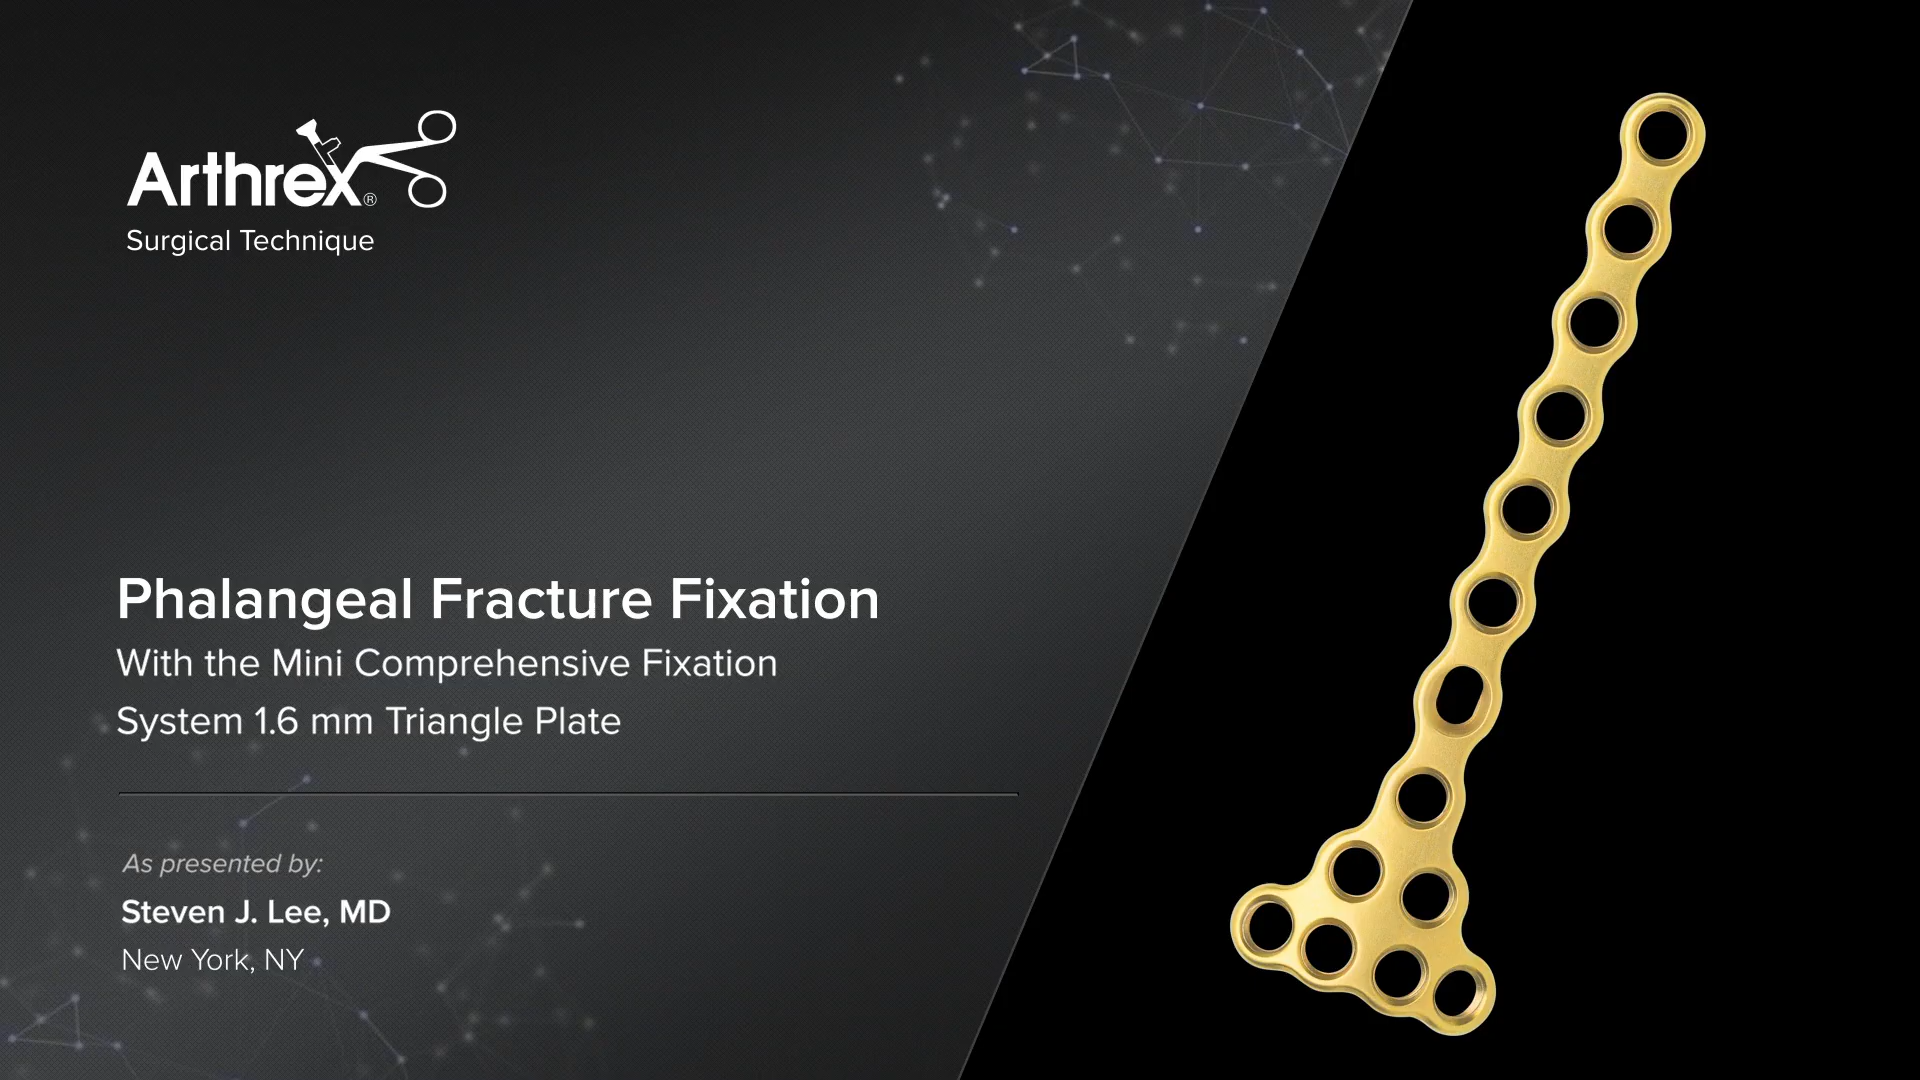 Arthrex®
Surgical Technique
Phalangeal Fracture Fixation
With the Mini Comprehensive Fixation
System 1.6 mm Triangle Plate
As presented by:
Steven J. Lee, MD
New York, NY